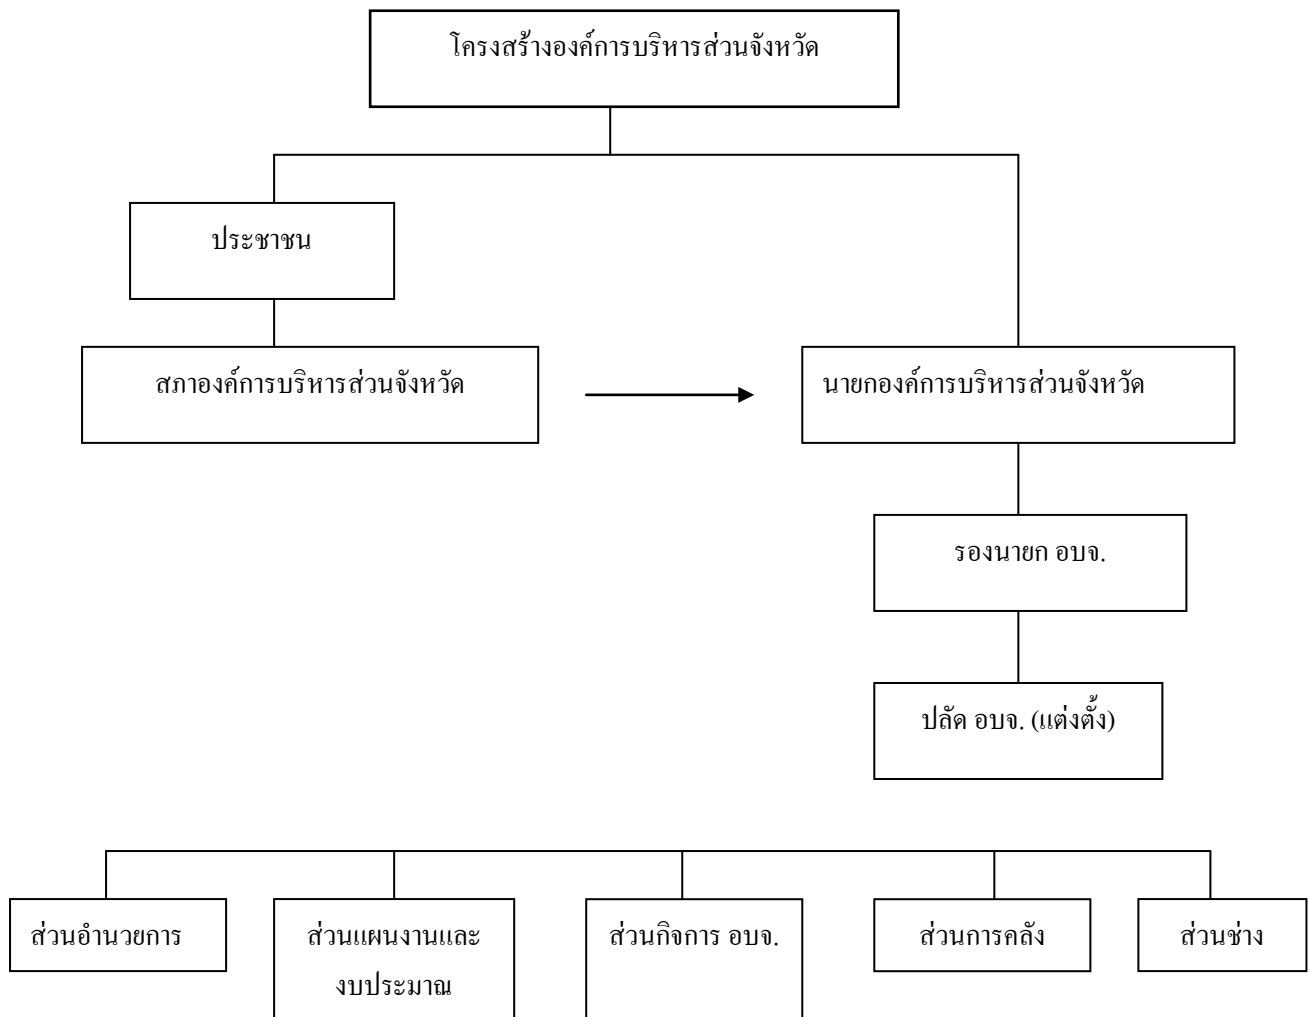 โครงสร้างองค์การบริหารส่วนจังหวัด
ประชาชน
สภาองค์การบริหารส่วนจังหวัด
นายกองค์การบริหารส่วนจังหวัด
รองนายก อบจ.
ปลัด อบจ. (แต่งตั้ง)
ส่วนอำนวยการ
ส่วนแผนงานและ
งบประมาณ
ส่วนกิจการ อบจ.
ส่วนการคลัง
ส่วนช่าง